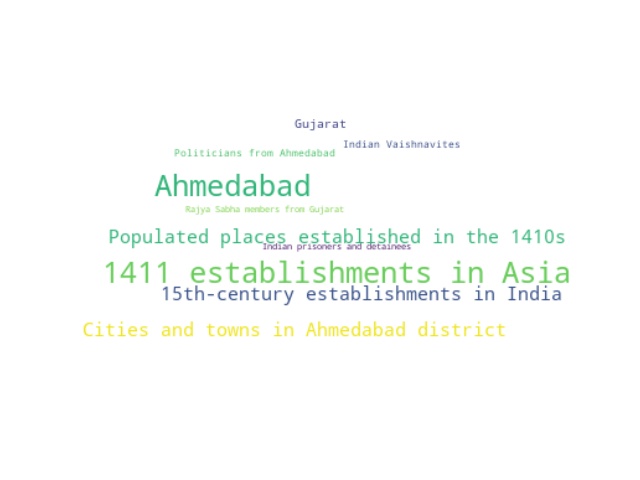 Gujarat
Indian Vaishnavites
Politicians from Ahmedabad
Ahmedabad
Rajya Sabha members from Gujarat
Populated places established in the 1410s
Indian prisoners and detainees
1411 establishments in Asia
15th-century establishments in India
Cities and towns in Ahmedabad district